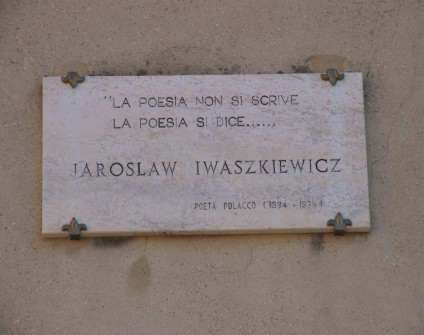 "LA POESIA NON SI SCRIVE
LA POESIA SI DICE......
JAROSLAW IWASZKIEWICZ
POETA POLACCO (1894 -